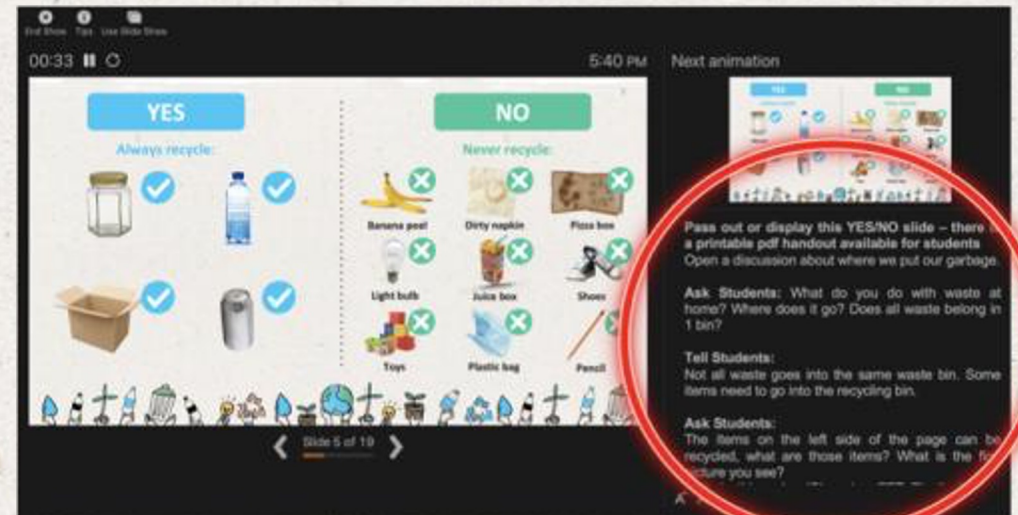 End Show Tips Use Slide Show
00:33
5:40 PM
Next animation
YES
NO
Always recycle:
Never recycle:
Banana peel
Dirty napkin
Pizza box
Light bulb
Juice box
Shoes
Toys
Plastic bag
Pencil
Slide 5 of 19
YES
NO
Pass out or display this YES/NO slide – there
a printable pdf handout available for students
Open a discussion about where we put our garbage.
Ask Students: What do you do with waste at
home? Where does it go? Does all waste belong in
1 bin?
Tell Students:
Not all waste goes into the same waste bin. Some
items need to go into the recycling bin.
Ask Students:
The items on the left side of the page can be
recycled, what are those items? What is the
picture you see?